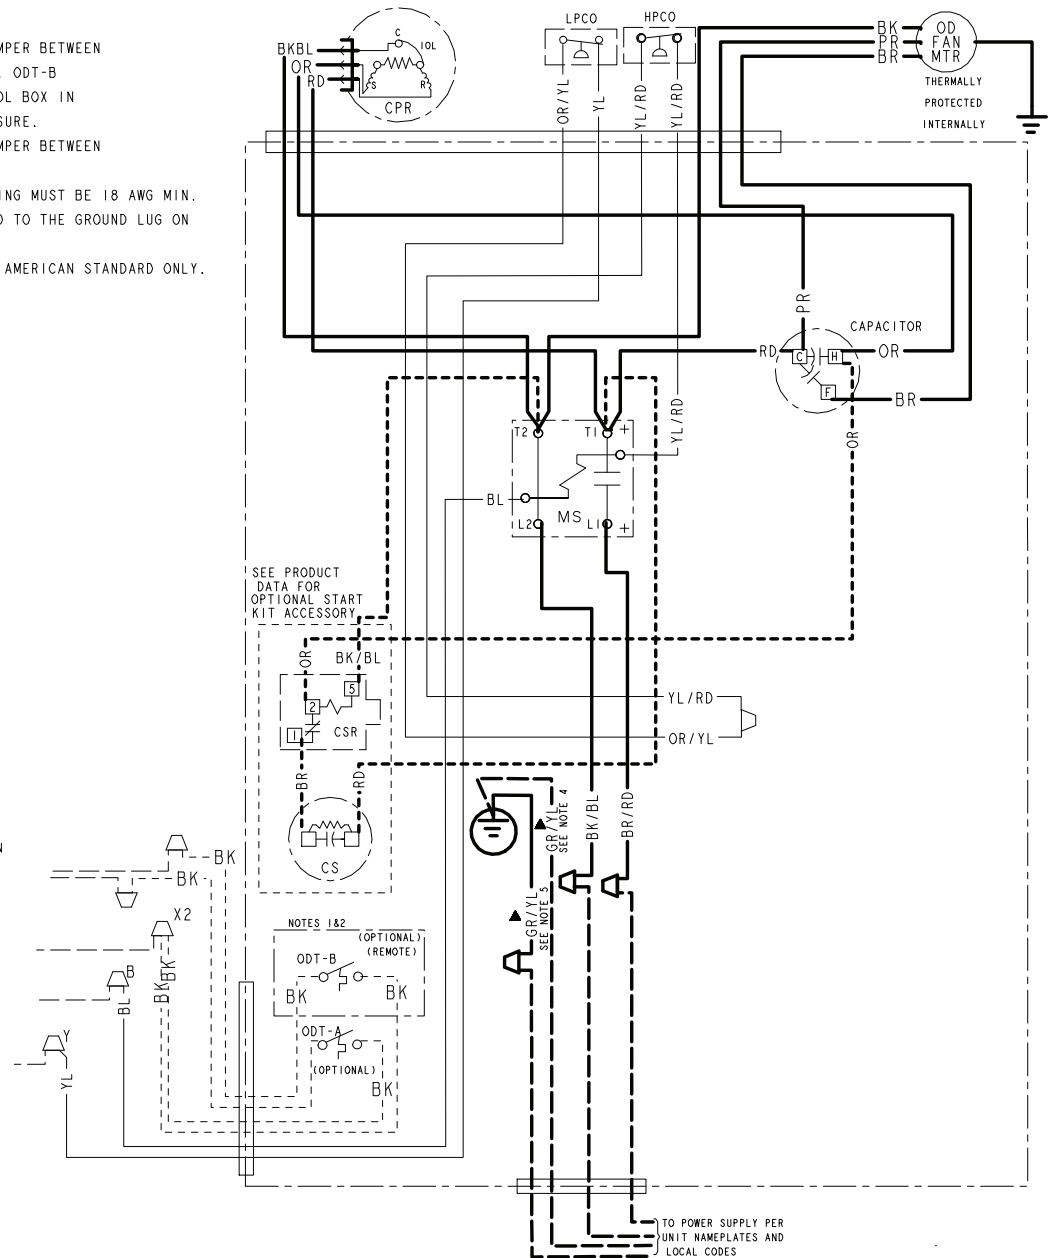 MPER BETWEEN
. ODT-B
OL BOX IN
SURE.
MPER BETWEEN
ING MUST BE 18 AWG MIN.
D TO THE GROUND LUG ON
AMERICAN STANDARD ONLY.
BKBL
OR
RD
C
IOL
S
R
CPR
LPCO
HPCO
OR/YL
YL
YL/RD
YL/RD
BK
PR
BR
OD
FAN
MTR
THERMALLY
PROTECTED
INTERNALLY
PR
CAPACITOR
RD
C
H
OR
F
BR
OR
YL/RD
T2
T1
+
BL
MS
L2
L1
+
SEE PRODUCT
DATA FOR
OPTIONAL START
KIT ACCESSORY
OR
BK/BL
5
2
1
CSR
BR
RD
CS
YL/RD
OR/YL
GR/YL
SEE NOTE 4
BK/BL
BR/RD
GR/YL
SEE NOTE 5
N
BK
BK
X2
BK
BK
B
BL
Y
YL
NOTES 1&2
(OPTIONAL)
(REMOTE)
ODT-B
BK
BK
ODT-A
(OPTIONAL)
BK
TO POWER SUPPLY PER
UNIT NAMEPLATES AND
LOCAL CODES